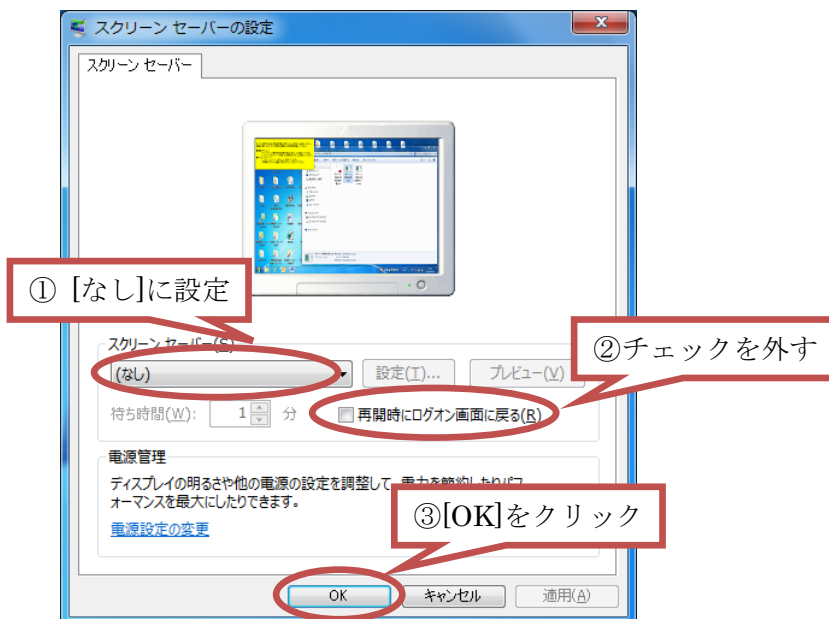 スクリーン セーバーの設定
スクリーン セーバー
① [なし]に設定
スクリーン セーバー(S)
②チェックを外す
(なし)
設定(T)...
プレビュー(V)
待ち時間(W):
1
分
再開時にログオン画面に戻る(R)
電源管理
ディスプレイの明るさや他の電源の設定を調整して、電力を節約したりパフ
ォーマンスを最大にしたりできます。
③[OK]をクリック
電源設定の変更
OK
キャンセル
適用(A)